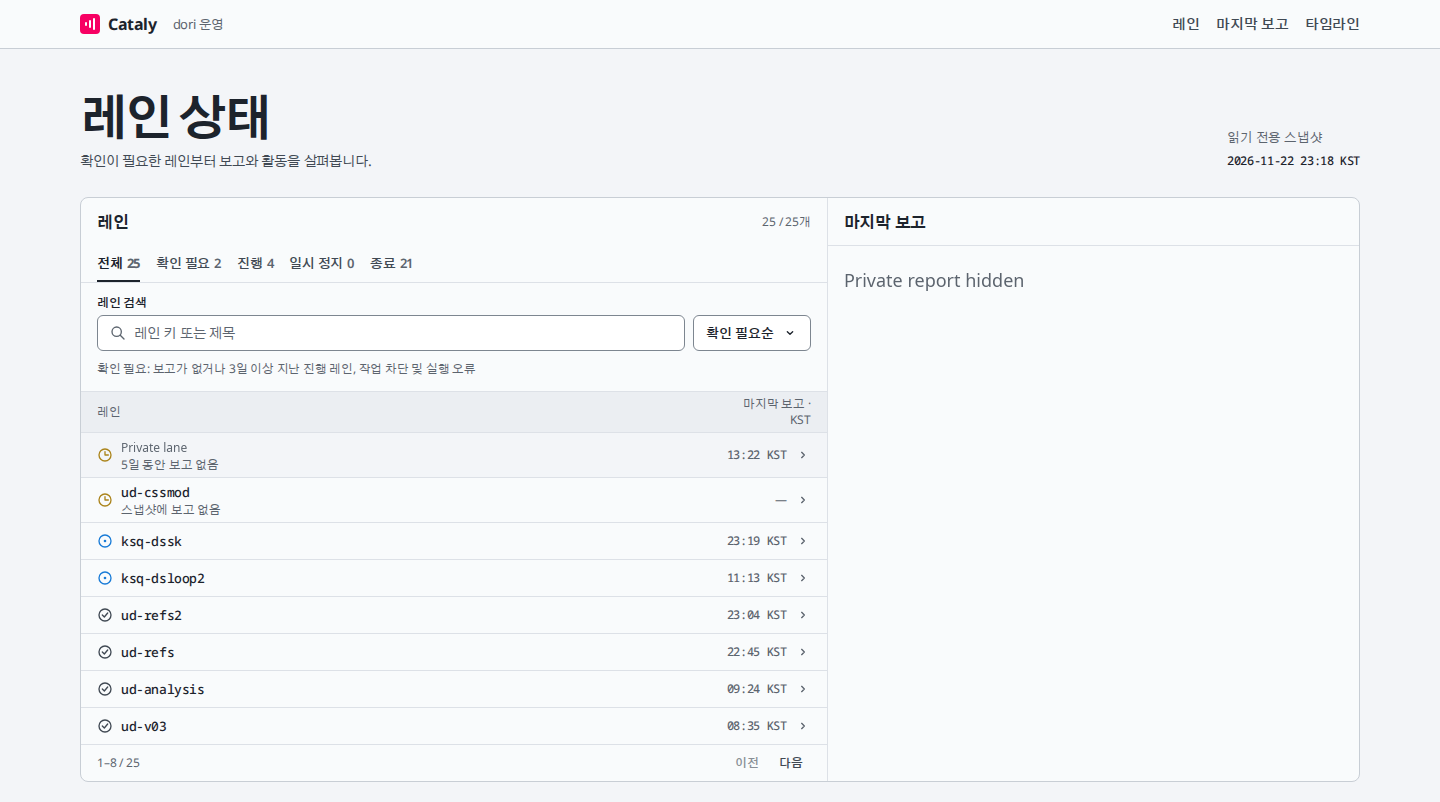 Cataly dori 운영 레인 마지막 보고 타임라인
레인 상태
확인이 필요한 레인부터 보고와 활동을 살펴봅니다.
읽기 전용 스냅샷
2026-11-22 23:18 KST
레인 25 / 25개
전체 25 확인 필요 2 진행 4 일시 정지 0 종료 21
레인 검색
레인 키 또는 제목 확인 필요순
확인 필요: 보고가 없거나 3일 이상 지난 진행 레인, 작업 차단 및 실행 오류
레인 마지막 보고 ·
KST
Private lane
5일 동안 보고 없음
13:22 KST
ud-cssmod
스냅샷에 보고 없음
—
ksq-dssk 23:19 KST
ksq-dsloop2 11:13 KST
ud-refs2 23:04 KST
ud-refs 22:45 KST
ud-analysis 09:24 KST
ud-v03 08:35 KST
1–8 / 25 이전 다음
마지막 보고
Private report hidden